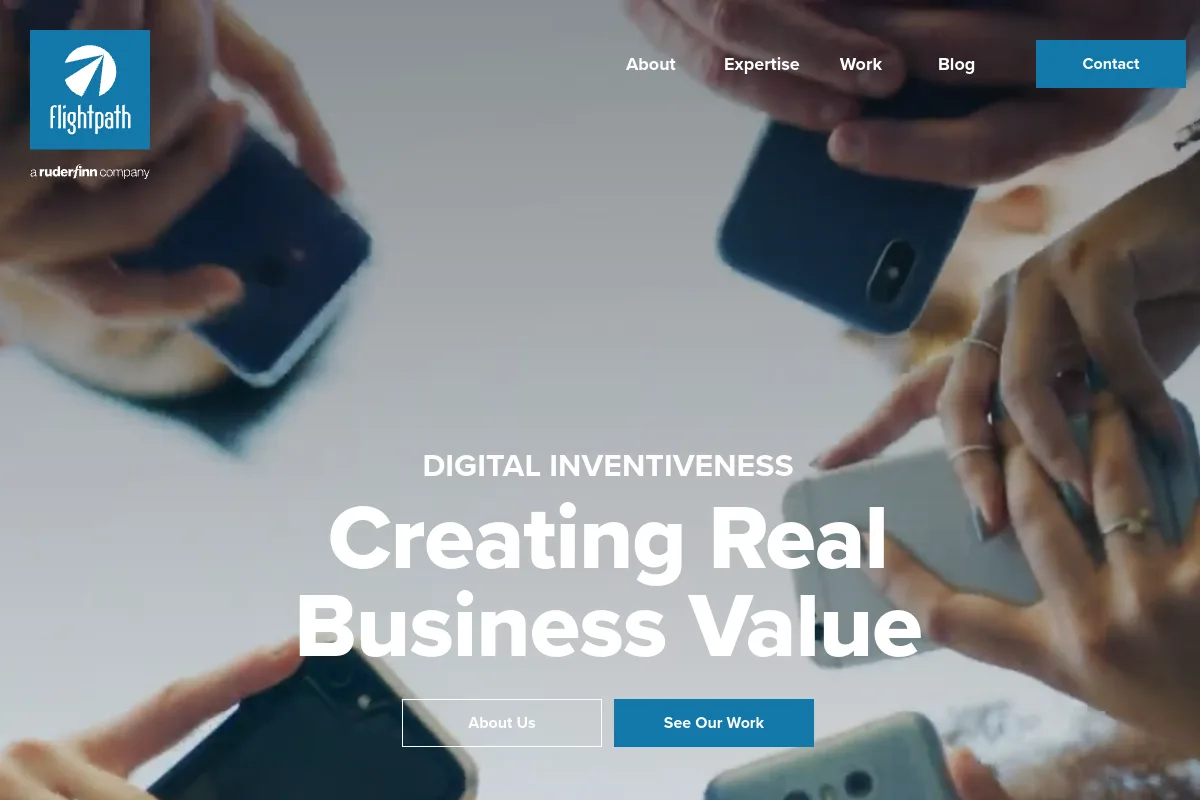 flightpath
a ruderfinn company
About
Expertise
Work
Blog
Contact
DIGITAL INVENTIVENESS
Creating Real
Business Value
About Us
See Our Work